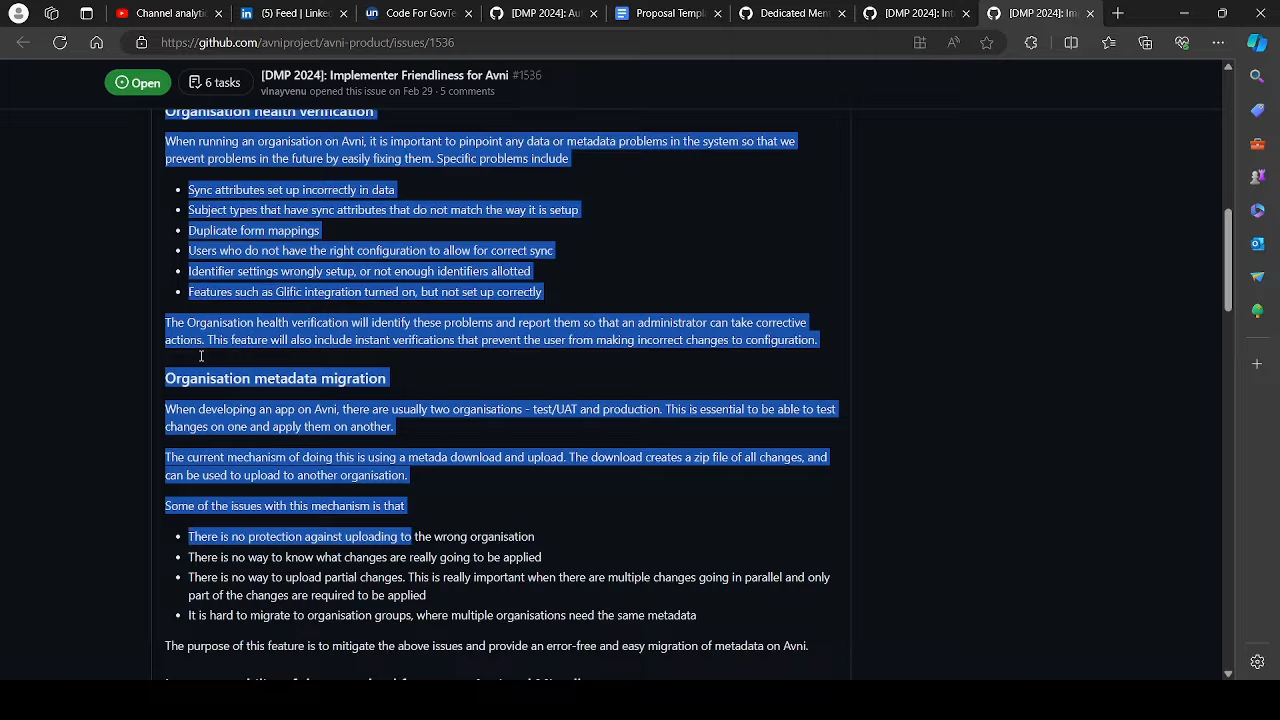 Channel analytic
(5) Feed | Linke
Code For GovTe
[DMP 2024]: Au
Proposal Templ
Dedicated Men
[DMP 2024]: Int
[DMP 2024]: Im
https://github.com/avniproject/avni-product/issues/1536
Open
6 tasks
[DMP 2024]: Implementer Friendliness for Avni #1536
vinayvenu opened this issue on Feb 29 · 5 comments
Organisation health verification
When running an organisation on Avni, it is important to pinpoint any data or metadata problems in the system so that we
prevent problems in the future by easily fixing them. Specific problems include
• Sync attributes set up incorrectly in data
• Subject types that have sync attributes that do not match the way it is setup
• Duplicate form mappings
• Users who do not have the right configuration to allow for correct sync
• Identifier settings wrongly setup, or not enough identifiers allotted
• Features such as Glific integration turned on, but not set up correctly
The Organisation health verification will identify these problems and report them so that an administrator can take corrective
actions. This feature will also include instant verifications that prevent the user from making incorrect changes to configuration.
Organisation metadata migration
When developing an app on Avni, there are usually two organisations - test/UAT and production. This is essential to be able to test
changes on one and apply them on another.
The current mechanism of doing this is using a metada download and upload. The download creates a zip file of all changes, and
can be used to upload to another organisation.
Some of the issues with this mechanism is that
• There is no protection against uploading to the wrong organisation
• There is no way to know what changes are really going to be applied
• There is no way to upload partial changes. This is really important when there are multiple changes going in parallel and only
part of the changes are required to be applied
• It is hard to migrate to organisation groups, where multiple organisations need the same metadata
The purpose of this feature is to mitigate the above issues and provide an error-free and easy migration of metadata on Avni.